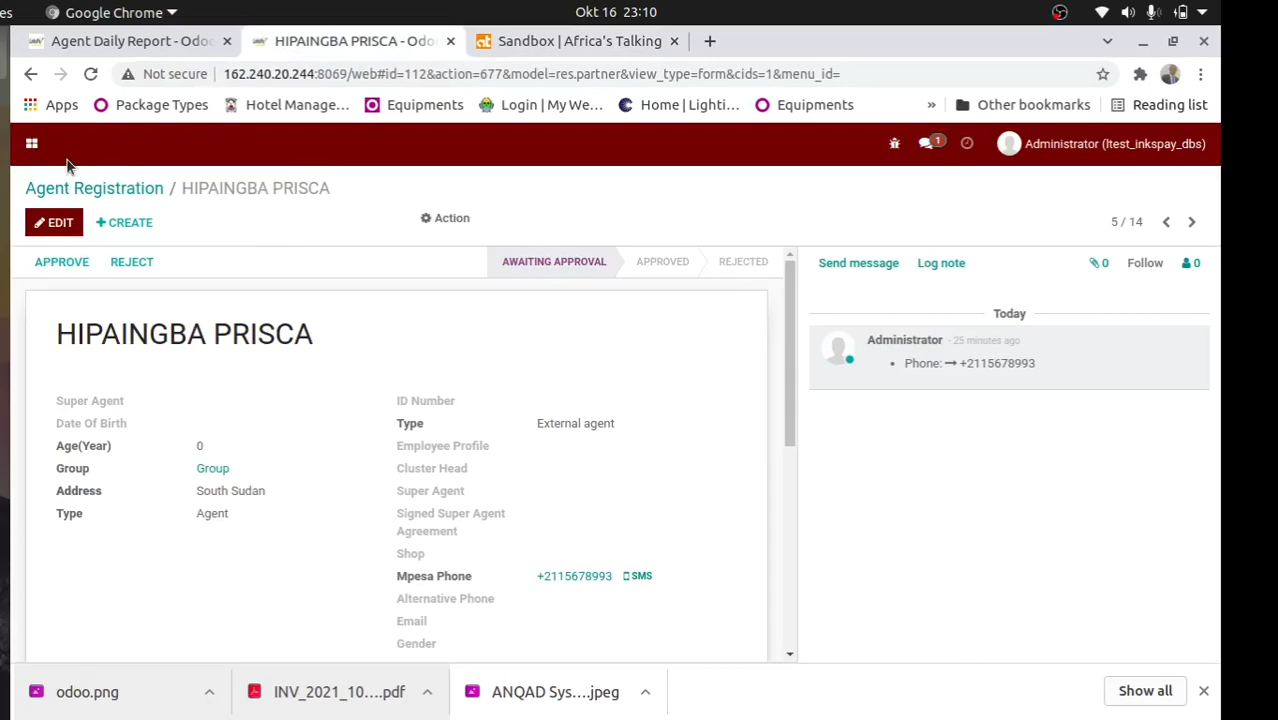 es
Google Chrome
Okt 16 23:10
Agent Daily Report - Odoo
HIPAINGBA PRISCA - Odoo
Sandbox | Africa's Talking
Not secure
162.240.20.244:8069/web#id=112&action=677&model=res.partner&view_type=form&cids=1&menu_id=
Apps
Package Types
Hotel Manage...
Equipments
Login | My We...
Home | Lighti...
Equipments
»
Other bookmarks
Reading list
1
Administrator (ltest_inkspay_dbs)
Agent Registration / HIPAINGBA PRISCA
EDIT
+ CREATE
Action
5 / 14
APPROVE
REJECT
AWAITING APPROVAL
APPROVED
REJECTED
Send message
Log note
0
Follow
0
HIPAINGBA PRISCA
Super Agent
Date Of Birth
Age(Year) 0
Group Group
Address South Sudan
Type Agent
ID Number
Type External agent
Employee Profile
Cluster Head
Super Agent
Signed Super Agent
Agreement
Shop
Mpesa Phone +2115678993 SMS
Alternative Phone
Email
Gender
Today
Administrator - 25 minutes ago
• Phone: → +2115678993
odoo.png
INV_2021_10....pdf
ANQAD Sys....jpeg
Show all